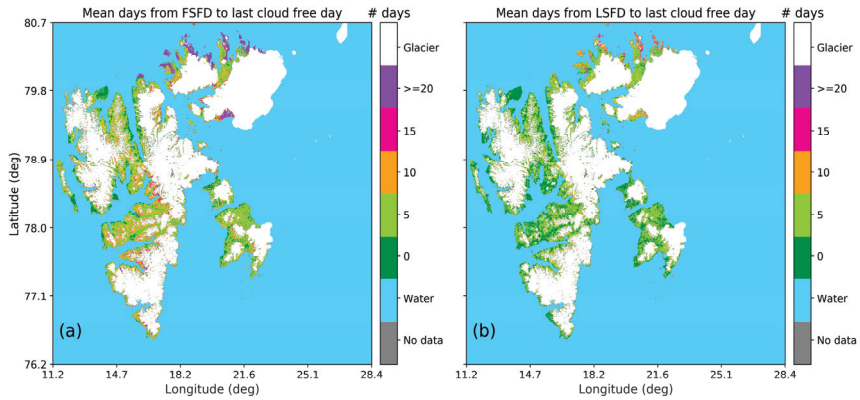 Mean days from FSFD to last cloud free day # days
80.7
79.8
78.9
78.0
77.1
76.2
Latitude (deg)
11.2 14.7 18.2 21.6 25.1 28.4
Longitude (deg)
(a)
Glacier
>=20
15
10
5
0
Water
No data
Mean days from LSFD to last cloud free day # days
11.2 14.7 18.2 21.6 25.1 28.4
Longitude (deg)
(b)
Glacier
>=20
15
10
5
0
Water
No data